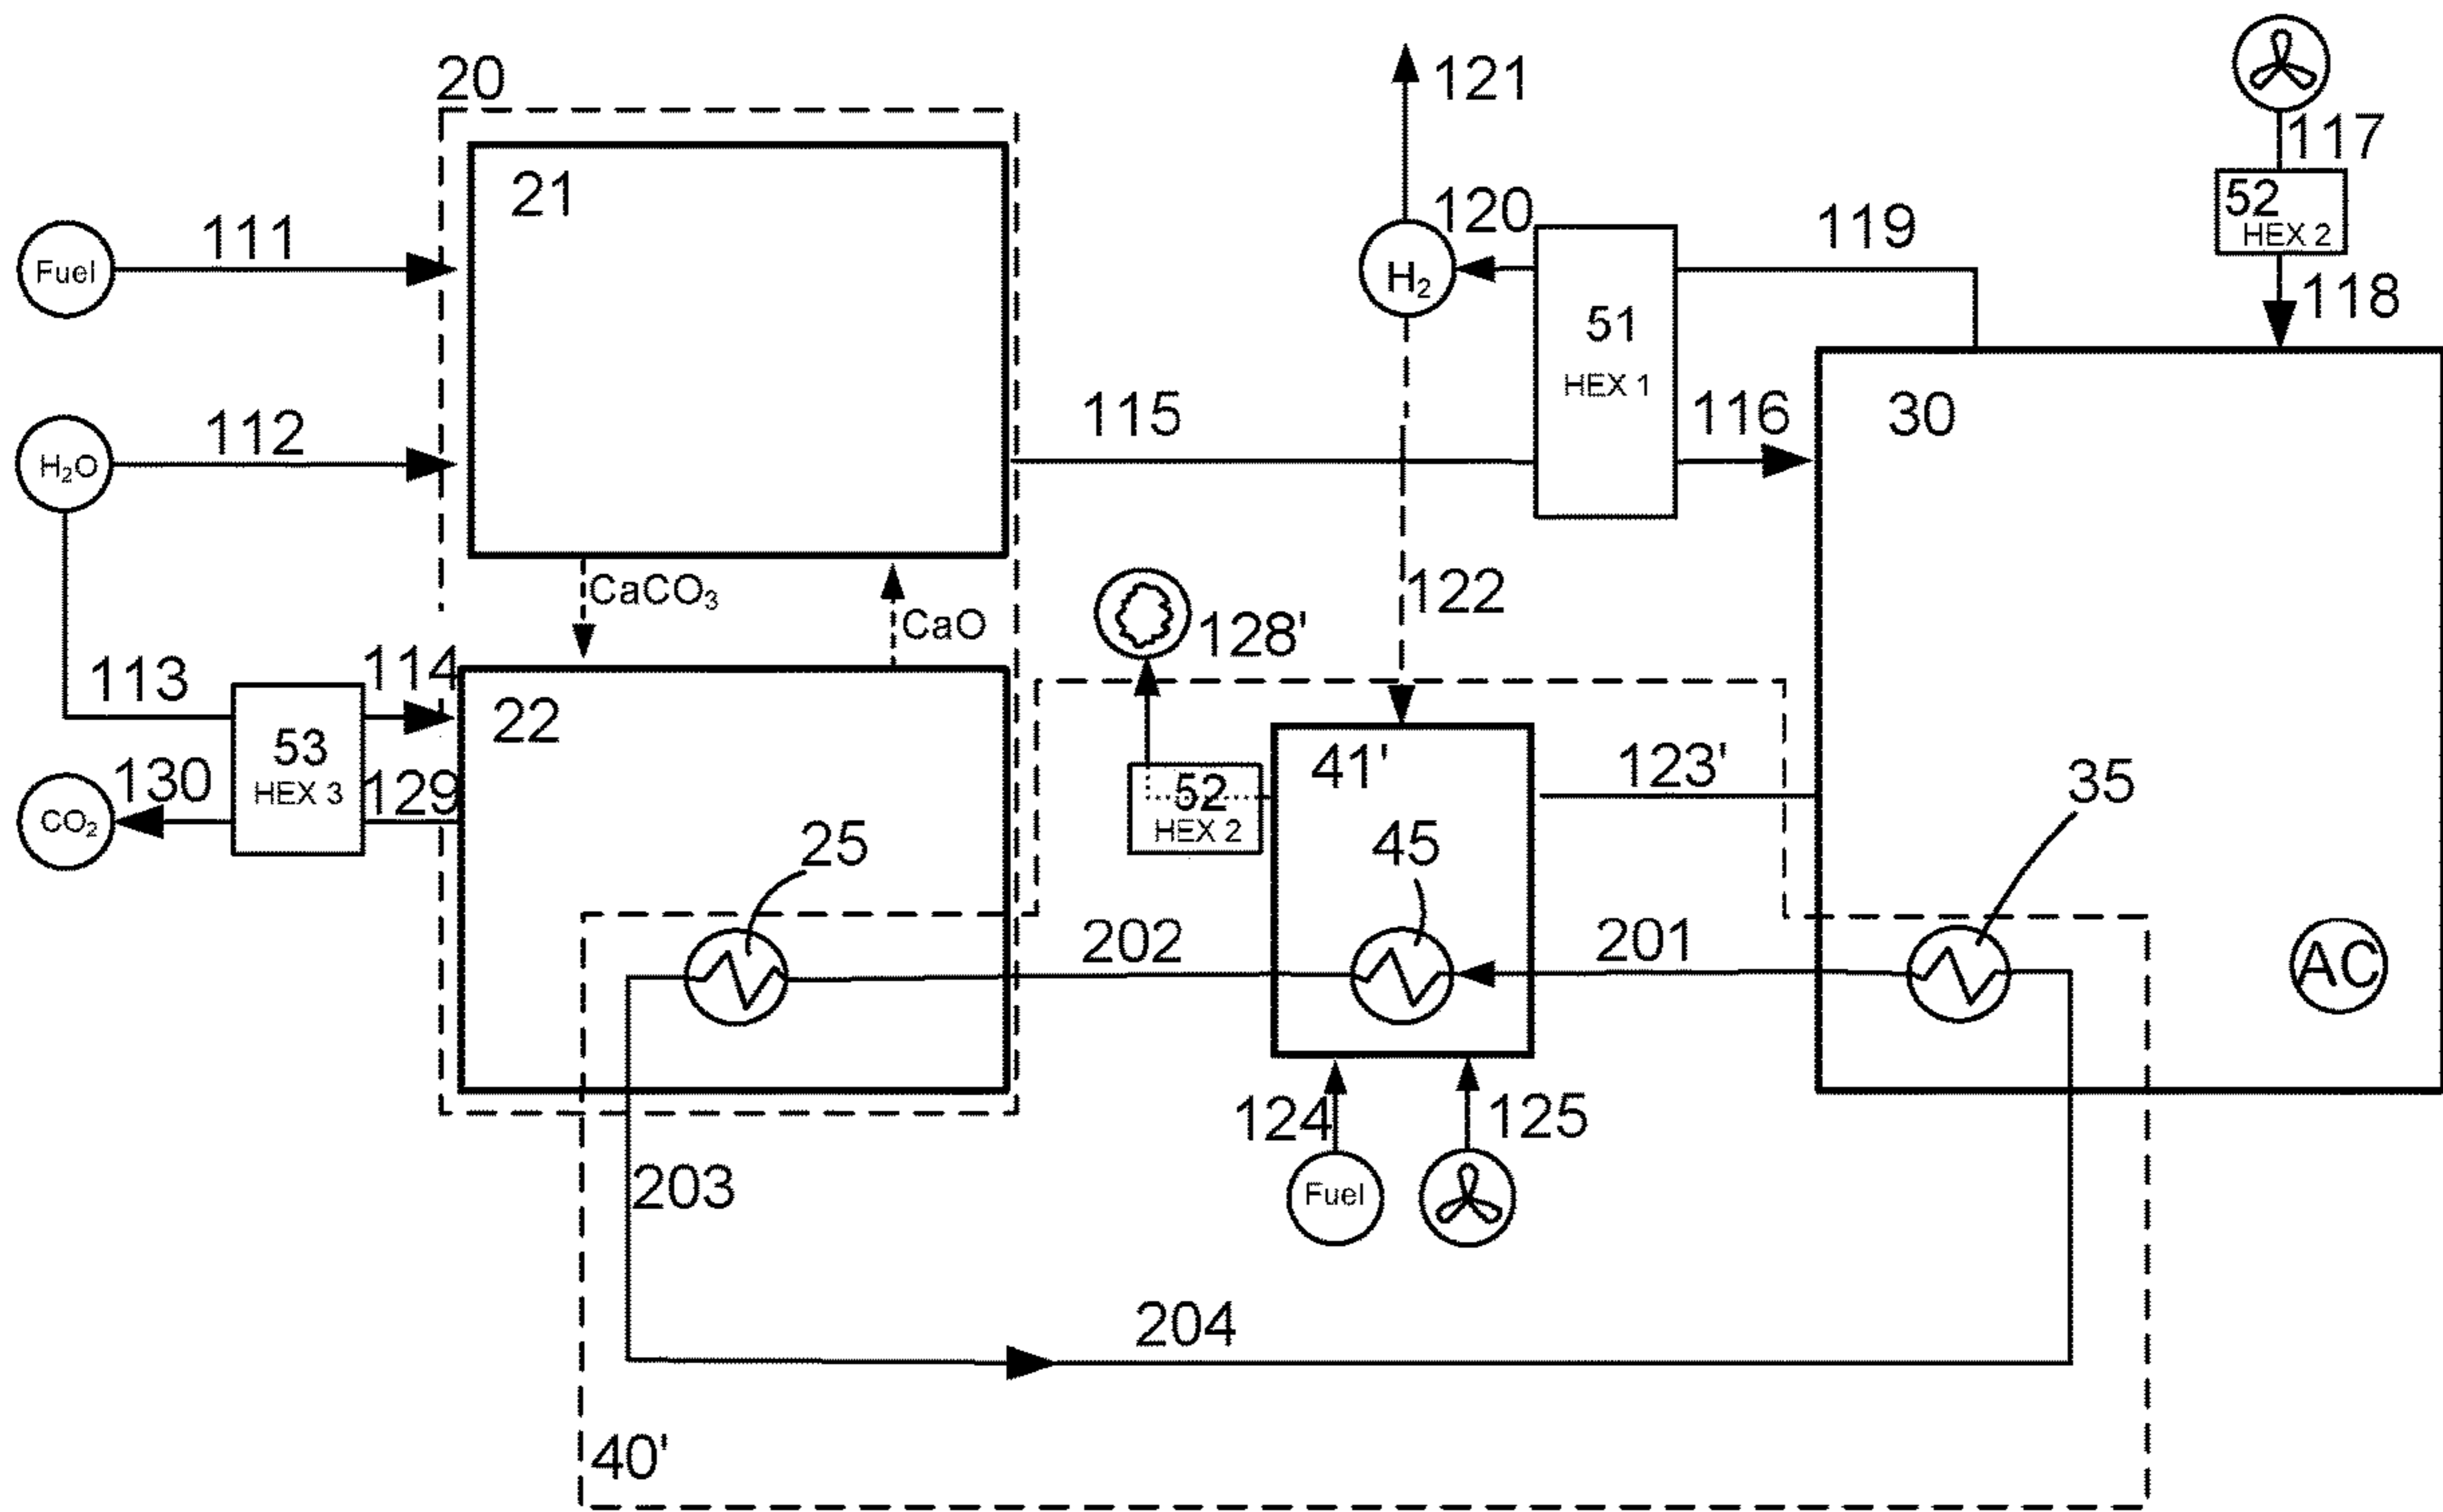 20
121
117
21
120
119
52
HEX 2
111
Fuel
H₂
118
51
HEX 1
112
115
116
30
H₂O
CaCO₃
CaO
122
128'
113
114
22
53
HEX 3
41'
123'
35
130
129
52
HEX 2
CO₂
25
45
202
201
AC
124
125
203
Fuel
204
40'